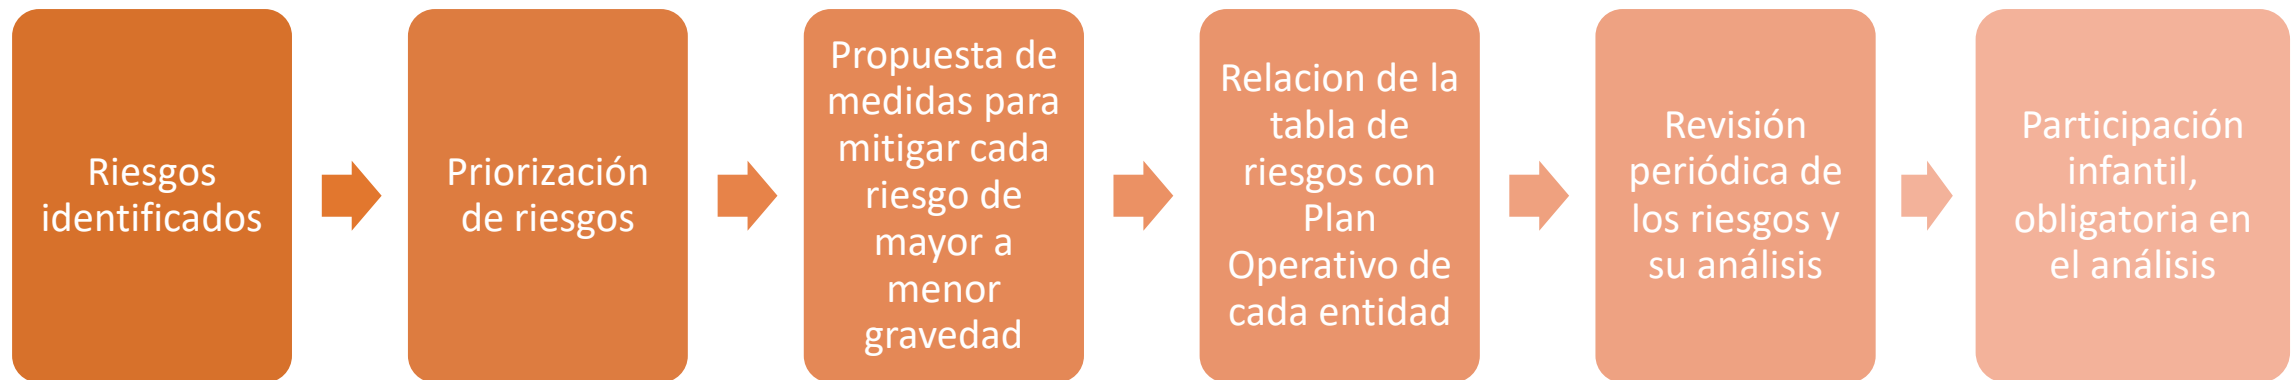 Riesgos
identificados
Priorización
de riesgos
Propuesta de
medidas para
mitigar cada
riesgo de
mayor a
menor
gravedad
Relacion de la
tabla de
riesgos con
Plan
Operativo de
cada entidad
Revisión
periódica de
los riesgos y
su análisis
Participación
infantil,
obligatoria en
el análisis